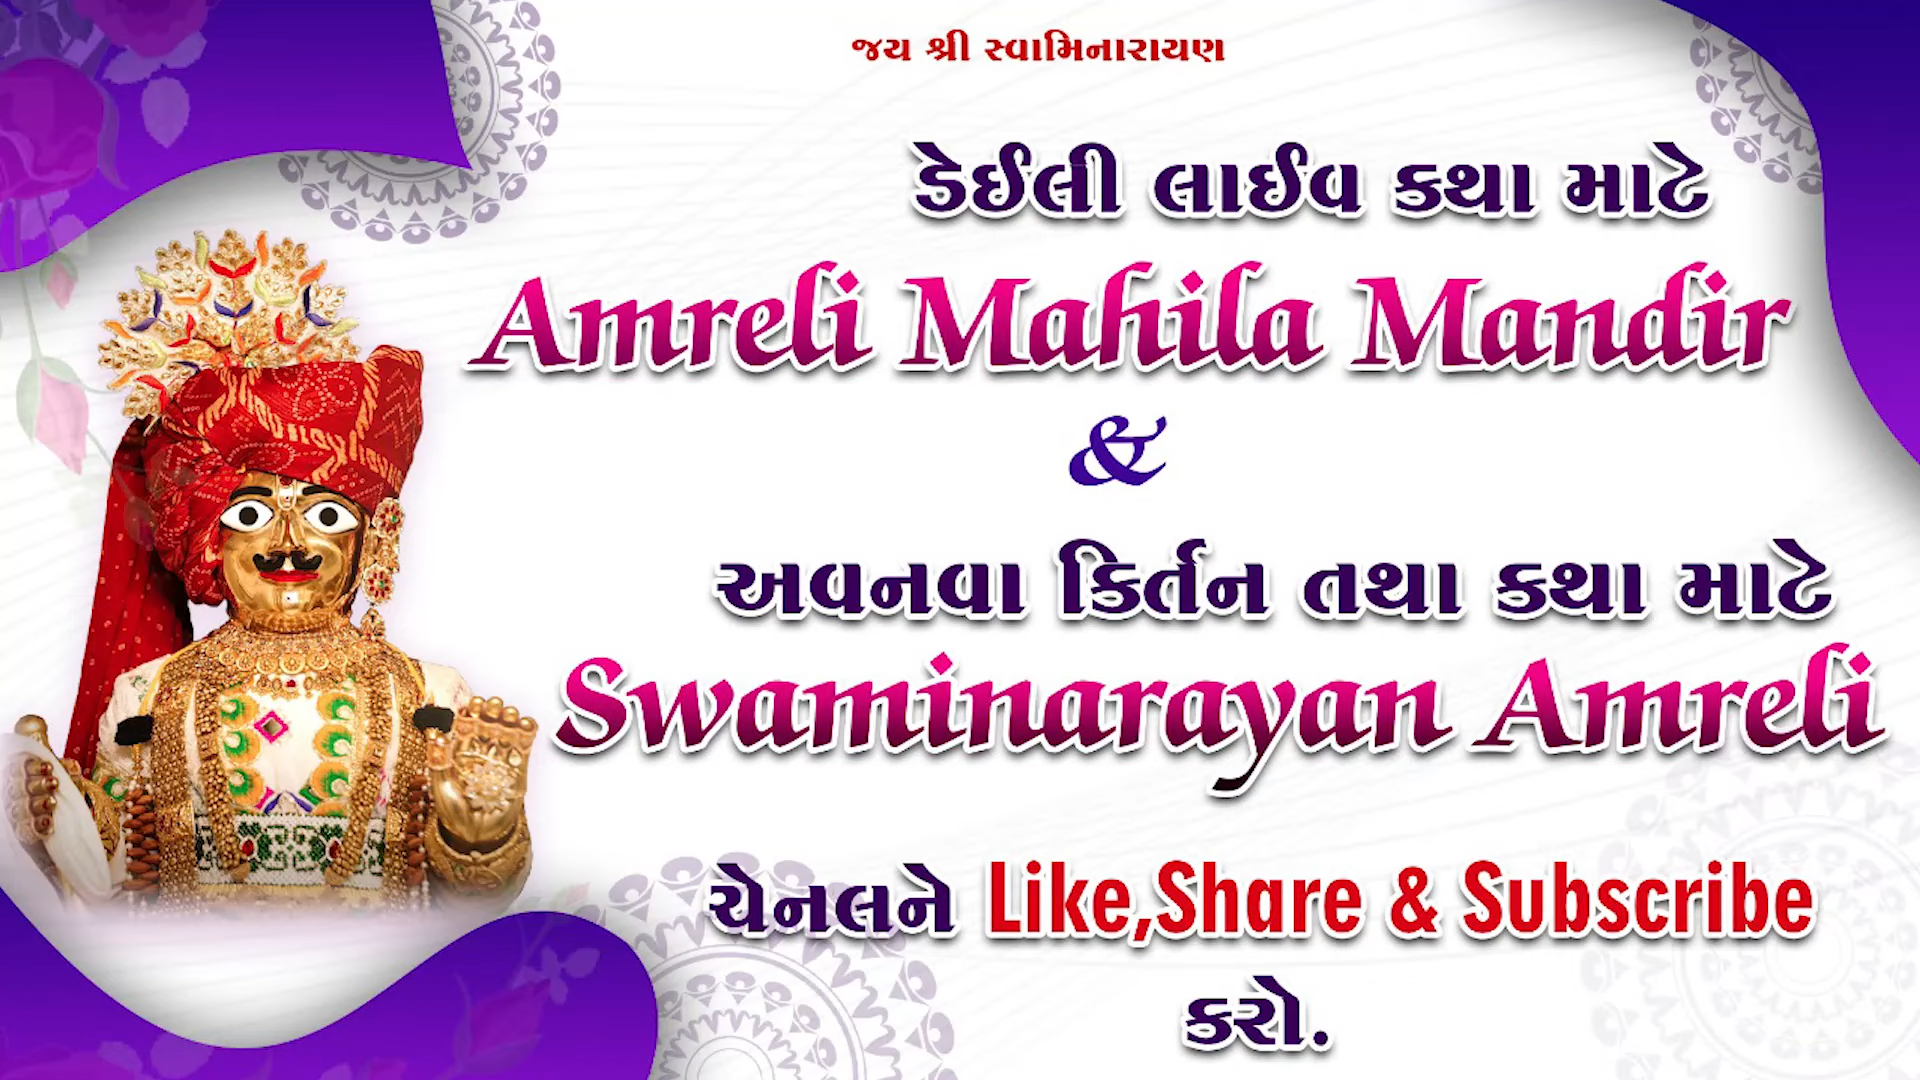 જય શ્રી સ્વામિનારાયણ
ડેઈલી લાઈવ કથા માટે
Amreli Mahila Mandir
&
અવનવા કિર્તન તથા કથા માટે
Swaminarayan Amreli
ચેનલને Like,Share & Subscribe
કરો.